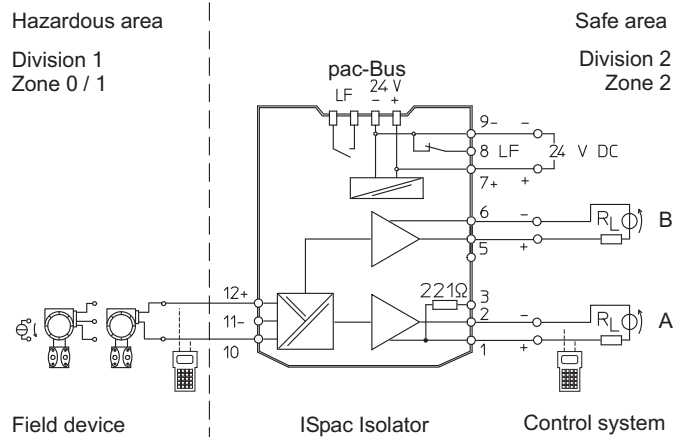 Hazardous area
Safe area
Division 1
Zone 0 / 1
Division 2
Zone 2
pac-Bus
LF
24 V
- +
9-
-
8 LF
24 V DC
7+
+
6
-
RL
B
5
+
12+
221Ω
3
11-
2
-
RL
A
10
1
+
Field device
ISpac Isolator
Control system